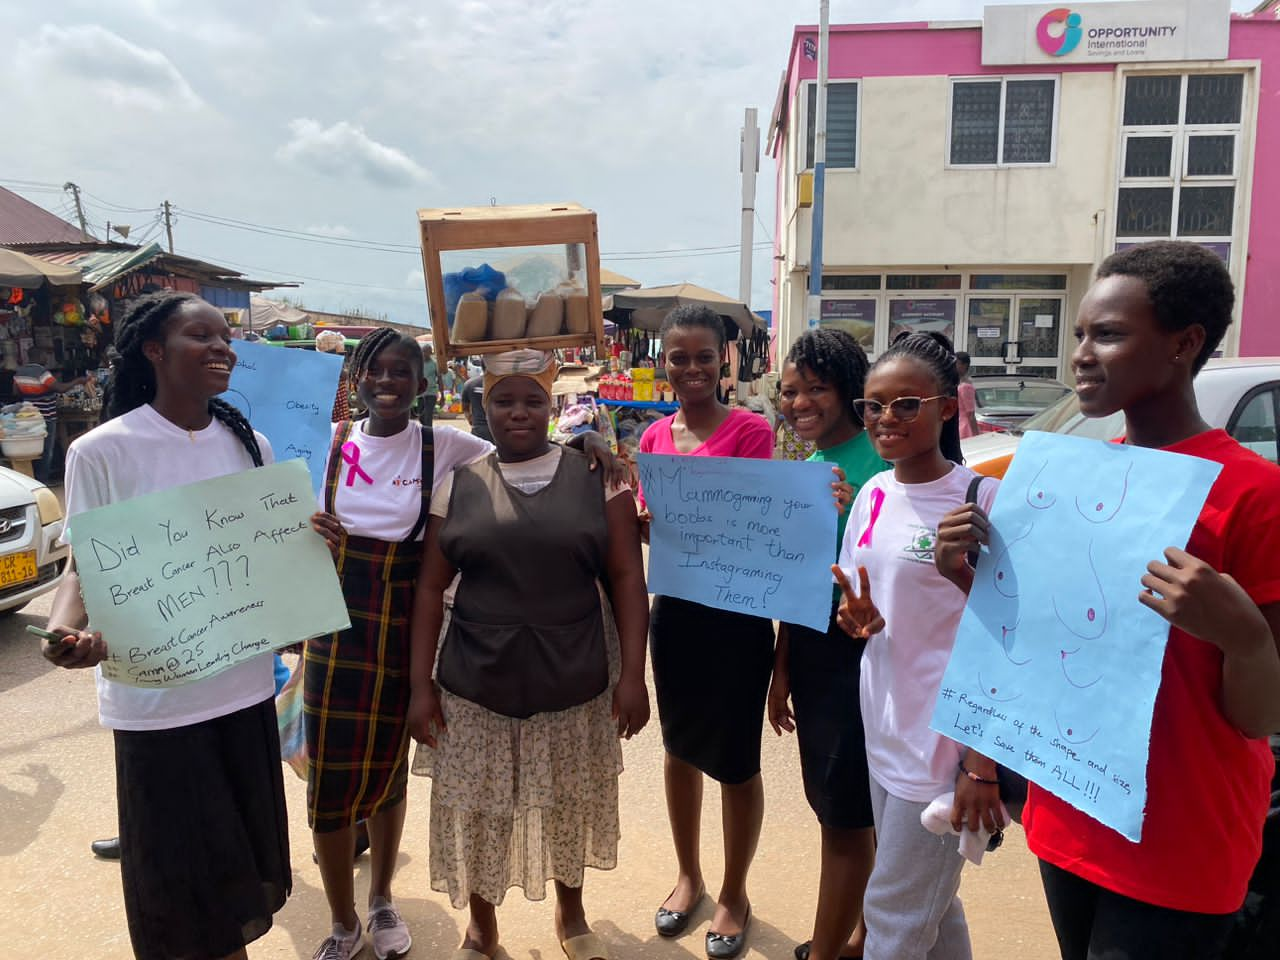 OPPORTUNITY
International
Savings and Loans
Obesity
Aging
Did You Know That
Breast Cancer Also Affect
MEN???
# Breast Cancer Awareness
## Cama @ 25
## Young Women Leading Change
CAM
#Mammogramming your
boobs is more
important than
Instagraming
Them!
# Regardless of the shape and size,
Let's Save them ALL!!!
CR
811-16